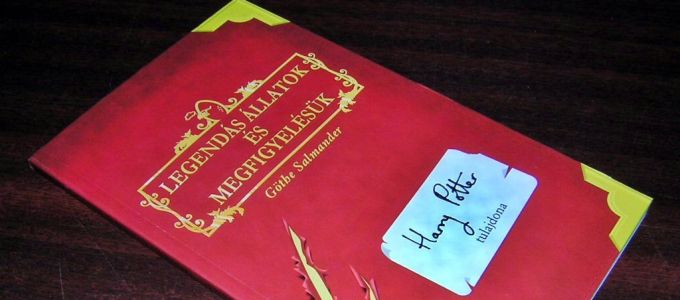 LEGENDÁS ÁLLATOK
ÉS
MEGFIGYELÉSÜK
Göthe Salmander
Harry Potter
tulajdona